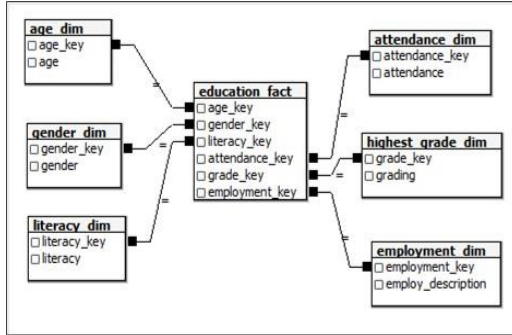 age_dim
age_key
age
gender_dim
gender_key
gender
literacy_dim
literacy_key
literacy
education_fact
age_key
gender_key
literacy_key
attendance_key
grade_key
employment_key
attendance_dim
attendance_key
attendance
highest_grade_dim
grade_key
grading
employment_dim
employment_key
employ_description
=
=
=
=
=
=